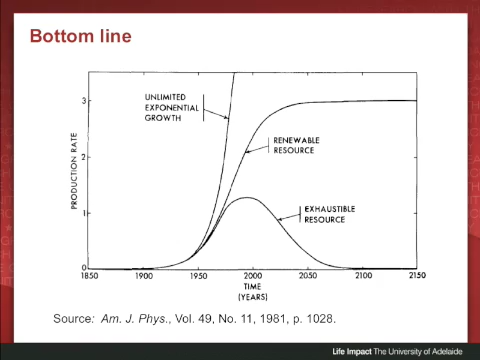 Bottom line
UNLIMITED
EXPONENTIAL
GROWTH
RENEWABLE
RESOURCE
EXHAUSTIBLE
RESOURCE
PRODUCTION RATE
3
2
1
0
1850
1900
1950
2000
2050
2100
2150
TIME
(YEARS)
Source: Am. J. Phys., Vol. 49, No. 11, 1981, p. 1028.
Life Impact The University of Adelaide